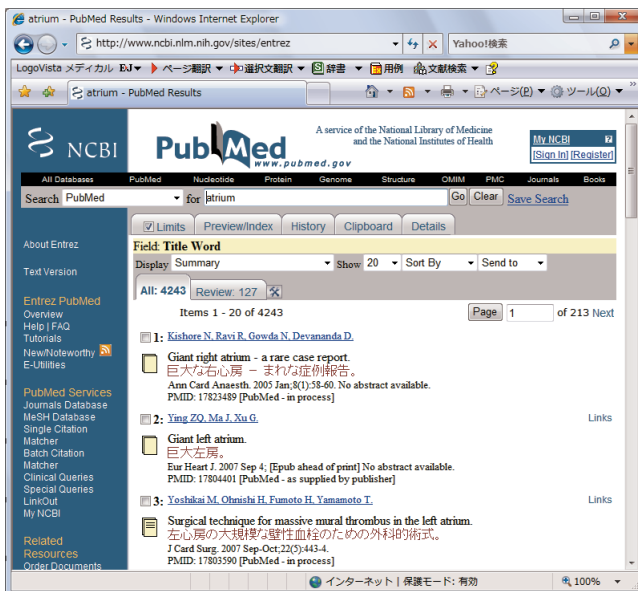 atrium - PubMed Results - Windows Internet Explorer
http://www.ncbi.nlm.nih.gov/sites/entrez Yahoo!検索
LogoVista メディカル EJ▼ ページ翻訳 ▼ 選択文翻訳 ▼ 辞書 ▼ 用例 文献検索 ▼
atrium - PubMed Results ページ(P) ▼ ツール(O) ▼ »
NCBI
PubMed
www.pubmed.gov
A service of the National Library of Medicine
and the National Institutes of Health
My NCBI
[Sign In] [Register]
All Databases PubMed Nucleotide Protein Genome Structure OMIM PMC Journals Books
Search PubMed for atrium Go Clear Save Search
Limits Preview/Index History Clipboard Details
Field: Title Word
Display Summary Show 20 Sort By Send to
All: 4243 Review: 127
Items 1 - 20 of 4243 Page 1 of 213 Next
About Entrez
Text Version
Entrez PubMed
Overview
Help | FAQ
Tutorials
New/Noteworthy
E-Utilities
PubMed Services
Journals Database
MeSH Database
Single Citation
Matcher
Batch Citation
Matcher
Clinical Queries
Special Queries
LinkOut
My NCBI
Related
Resources
Order Documents
1: Kishore N, Ravi R, Gowda N, Devananda D.
Giant right atrium - a rare case report.
巨大な右心房 － まれな症例報告。
Ann Card Anaesth. 2005 Jan;8(1):58-60. No abstract available.
PMID: 17823489 [PubMed - in process]
2: Ying ZQ, Ma J, Xu G. Links
Giant left atrium.
巨大左房。
Eur Heart J. 2007 Sep 4; [Epub ahead of print] No abstract available.
PMID: 17804401 [PubMed - as supplied by publisher]
3: Yoshikai M, Ohnishi H, Fumoto H, Yamamoto T. Links
Surgical technique for massive mural thrombus in the left atrium.
左心房の大規模な壁性血栓のための外科的術式。
J Card Surg. 2007 Sep-Oct;22(5):443-4.
PMID: 17803590 [PubMed - in process]
インターネット | 保護モード: 有効 100%